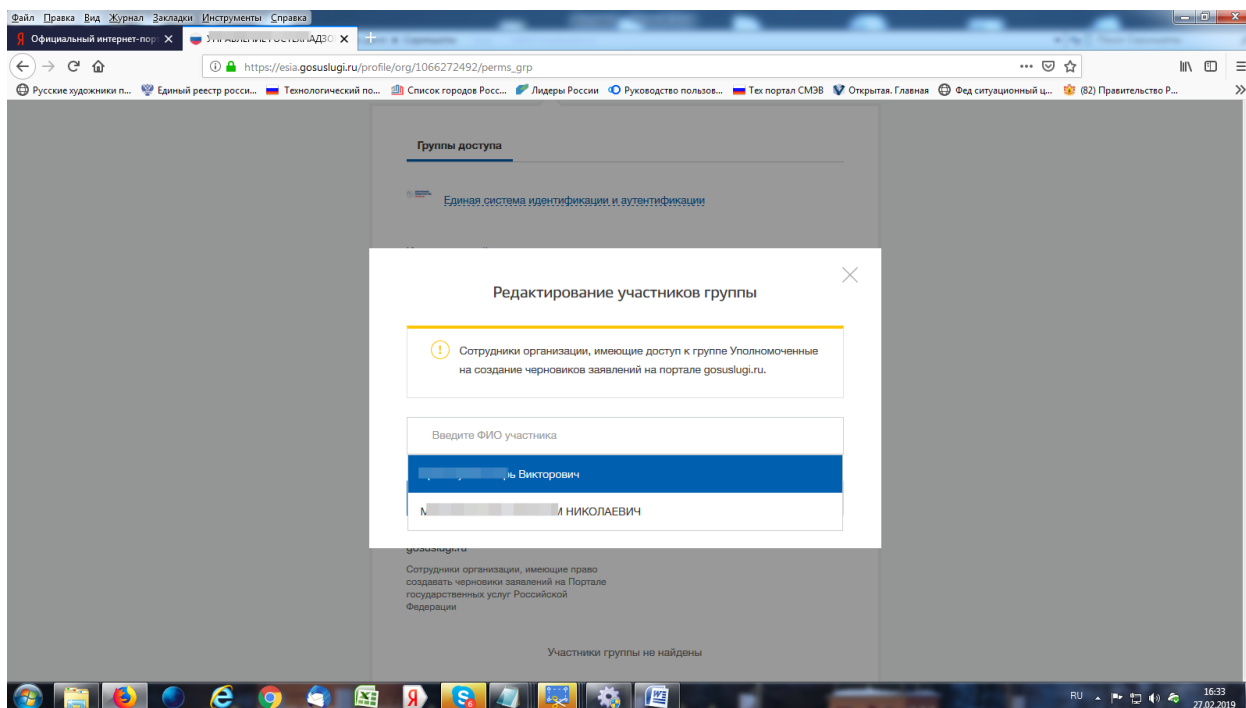 Файл Правка Вид Журнал Закладки Инструменты Справка
Я Официальный интернет-пор
https://esia.gosuslugi.ru/profile/org/1066272492/perms_grp
Русские художники п... Единый реестр росси... Технологический по... Список городов Росс... Лидеры России Руководство пользов... Тех портал СМЭВ Открытая. Главная Фед ситуационный ц... (82) Правительство Р...
Группы доступа
Единая система идентификации и аутентификации
Редактирование участников группы
Сотрудники организации, имеющие доступ к группе Уполномоченные
на создание черновиков заявлений на портале gosuslugi.ru.
Введите ФИО участника
Викторович
НИКОЛАЕВИЧ
gosuslugi.ru
Сотрудники организации, имеющие право
создавать черновики заявлений на Портале
государственных услуг Российской
Федерации
Участники группы не найдены
RU 16:33
27.02.2019